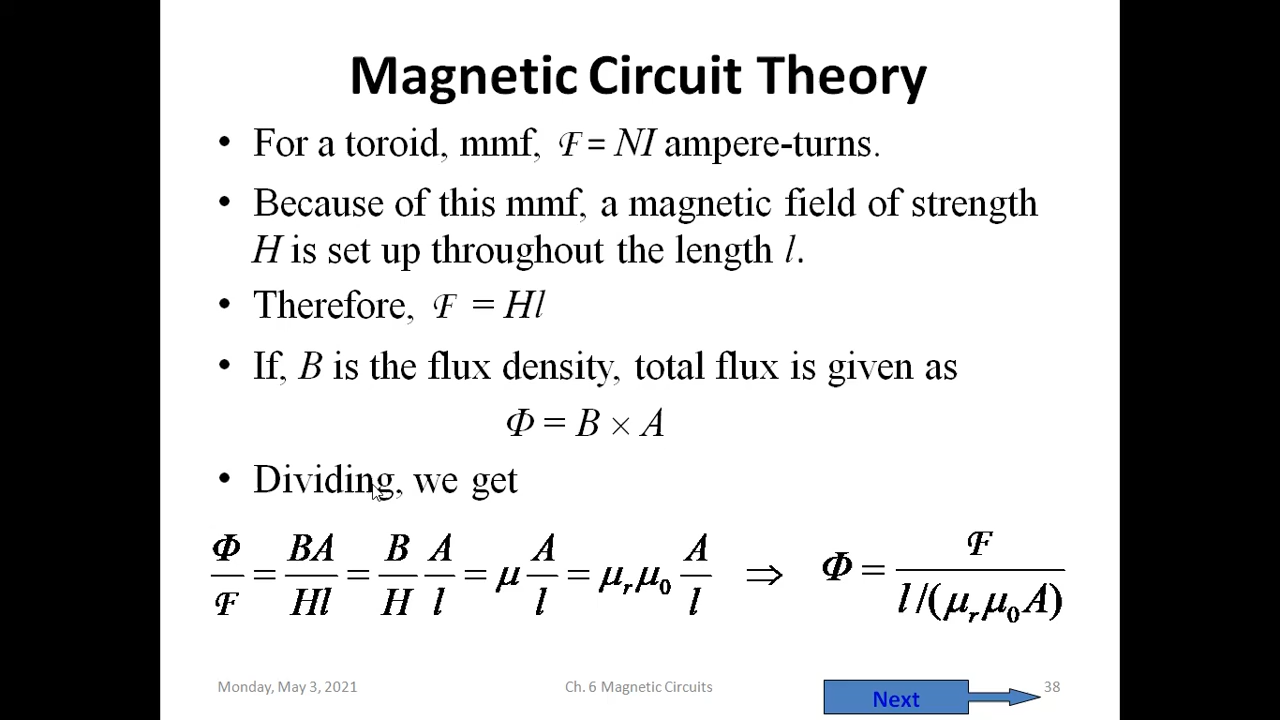 Magnetic Circuit Theory
• For a toroid, mmf, ℱ = NI ampere-turns.
• Because of this mmf, a magnetic field of strength
H is set up throughout the length l.
• Therefore, ℱ = Hl
• If, B is the flux density, total flux is given as
Φ = B × A
• Dividing, we get
Φ/ℱ = BA/Hl = B/H A/l = μ A/l = μᵣμ₀ A/l ⇒ Φ = ℱ/(l/(μᵣμ₀A))
Monday, May 3, 2021 Ch. 6 Magnetic Circuits 38
Next